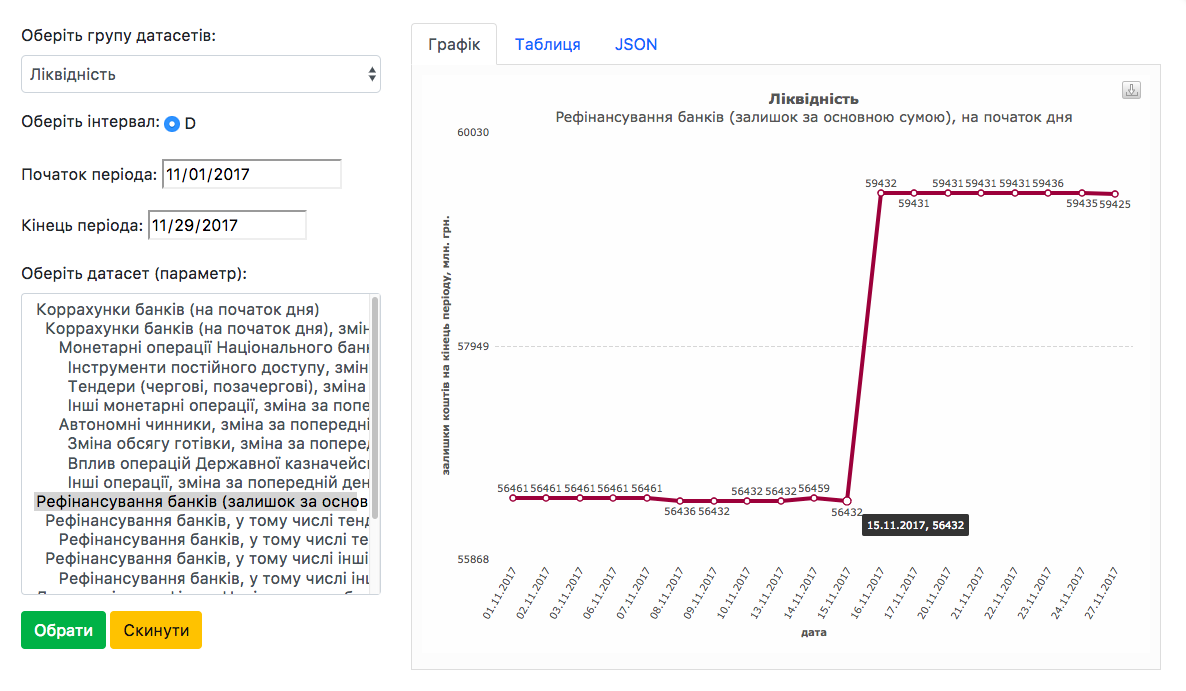 Оберіть групу датасетів:
Ліквідність
Оберіть інтервал: D
Початок періода: 11/01/2017
Кінець періода: 11/29/2017
Оберіть датасет (параметр):
Коррахунки банків (на початок дня)
Коррахунки банків (на початок дня), змін
Монетарні операції Національного бан
Інструменти постійного доступу, змін
Тендери (чергові, позачергові), зміна
Інші монетарні операції, зміна за попе
Автономні чинники, зміна за попередні
Зміна обсягу готівки, зміна за поперед
Вплив операцій Державної казначейс
Інші операції, зміна за попередній ден
Рефінансування банків (залишок за основ
Рефінансування банків, у тому числі тенд
Рефінансування банків, у тому числі те
Рефінансування банків, у тому числі інші
Рефінансування банків, у тому числі інш
Обрати Скинути
Графік Таблиця JSON
Ліквідність
Рефінансування банків (залишок за основною сумою), на початок дня
60030
57949
55868
залишки коштів на кінець періоду, млн. грн.
59432 59431 59431 59431 59431 59436 59435 59425
56461 56461 56461 56461 56461 56436 56432 56432 56432 56459 56432
15.11.2017, 56432
01.11.2017 02.11.2017 03.11.2017 06.11.2017 07.11.2017 08.11.2017 09.11.2017 10.11.2017 13.11.2017 14.11.2017 15.11.2017 16.11.2017 17.11.2017 20.11.2017 21.11.2017 22.11.2017 23.11.2017 24.11.2017 27.11.2017
дата